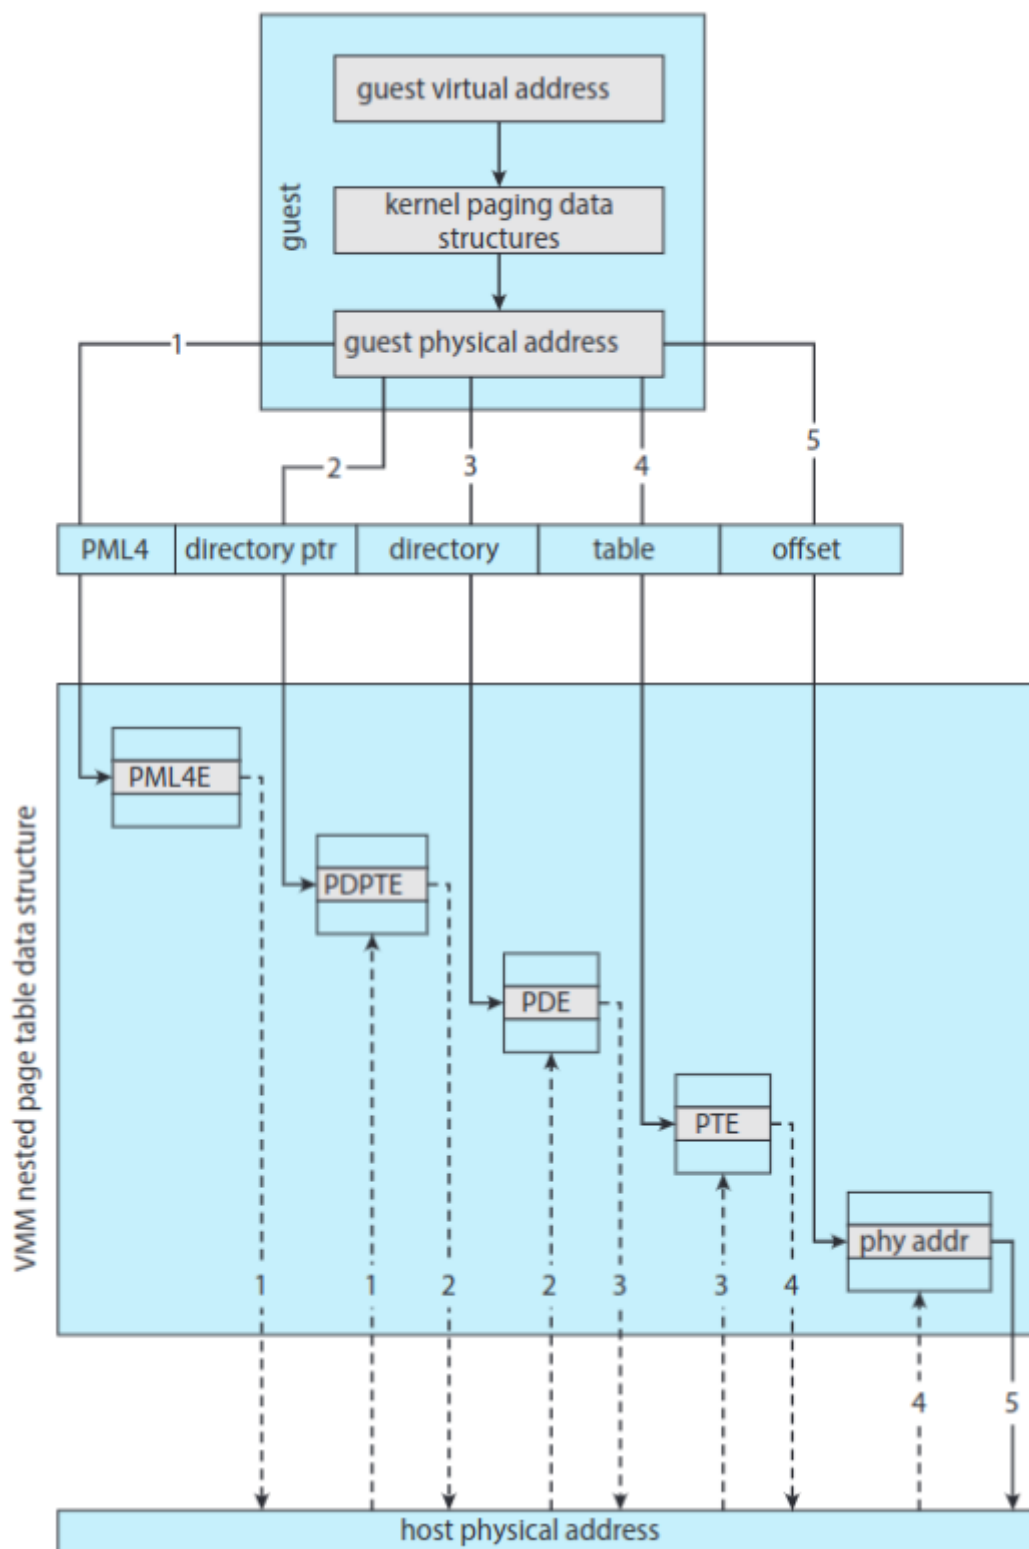 guest virtual address
guest
kernel paging data
structures
guest physical address
1
2
3
4
5
PML4
directory ptr
directory
table
offset
VMM nested page table data structure
PML4E
PDPTE
PDE
PTE
phy addr
1
1
2
2
3
3
4
4
5
host physical address